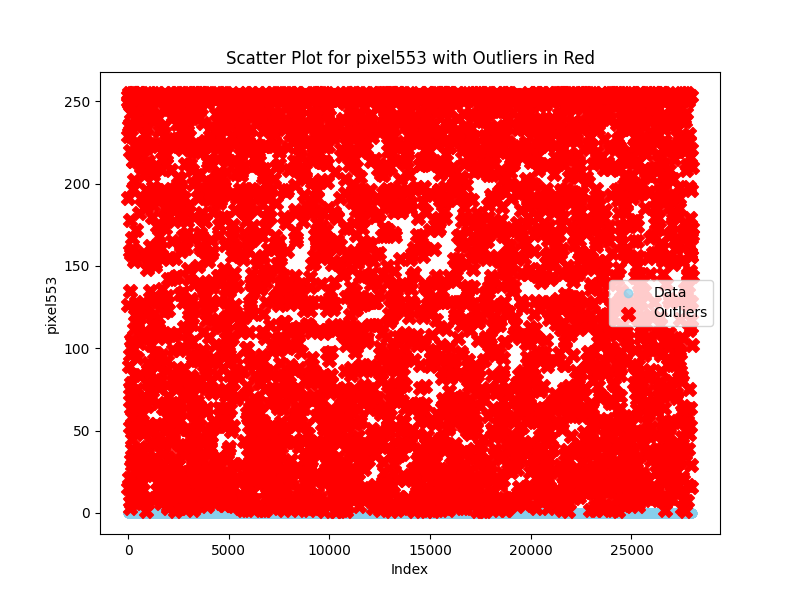 Scatter Plot for pixel553 with Outliers in Red
250
200
150
100
50
0
pixel553
Data
Outliers
0 5000 10000 15000 20000 25000
Index